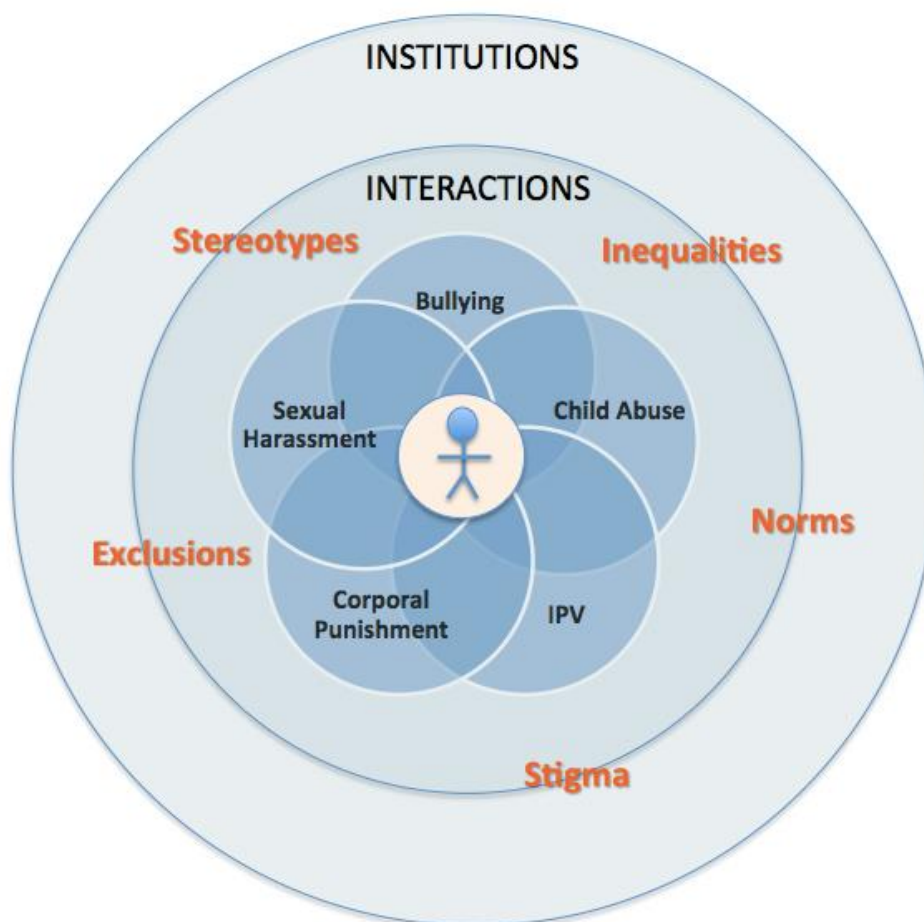 INSTITUTIONS
INTERACTIONS
Stereotypes
Inequalities
Bullying
Sexual
Harassment
Child Abuse
Norms
Exclusions
Corporal
Punishment
IPV
Stigma